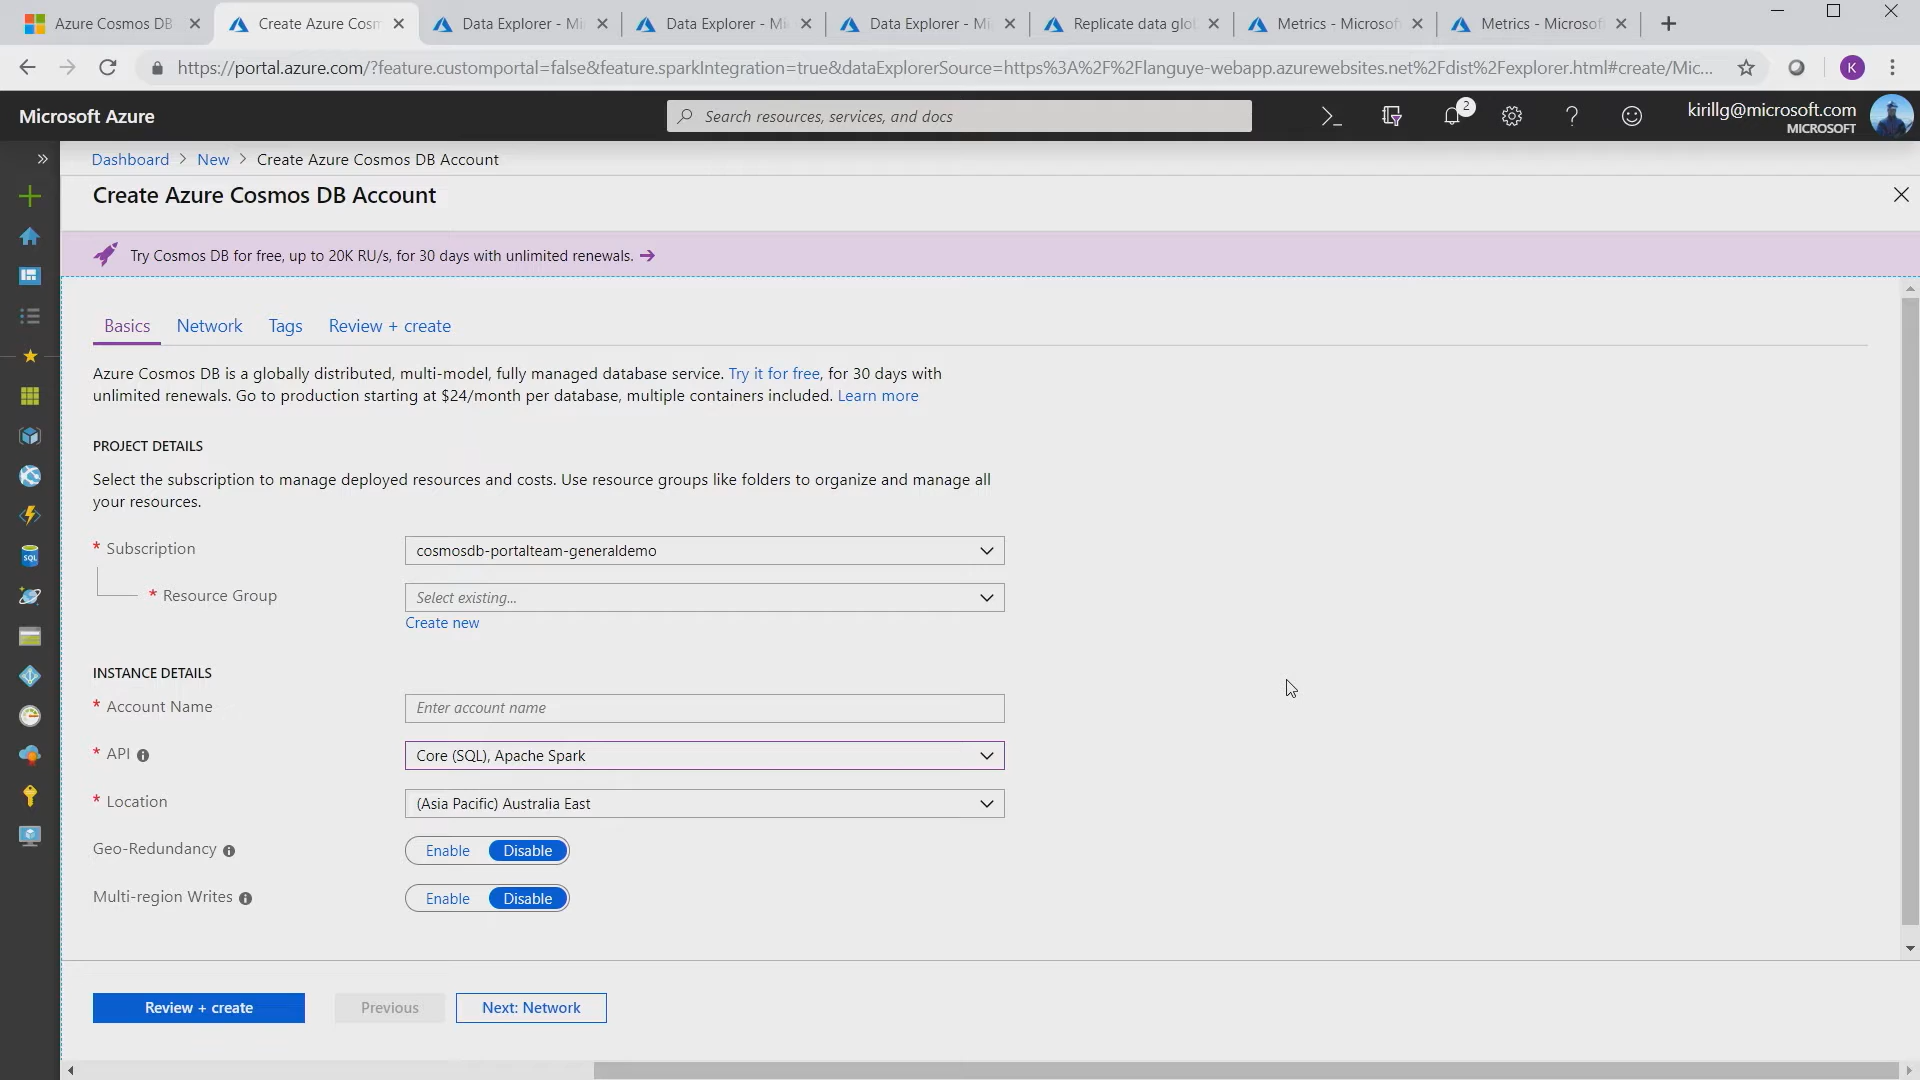 Azure Cosmos DB
Create Azure Cosm
Data Explorer - Mi
Data Explorer - Mi
Data Explorer - Mi
Replicate data glob
Metrics - Microsof
Metrics - Microsof
https://portal.azure.com/?feature.customportal=false&feature.sparkIntegration=true&dataExplorerSource=https%3A%2F%2Flanguye-webapp.azurewebsites.net%2Fdist%2Fexplorer.html#create/Mic...
K
Microsoft Azure
Search resources, services, and docs
2
kirillg@microsoft.com
MICROSOFT
Dashboard > New > Create Azure Cosmos DB Account
Create Azure Cosmos DB Account
Try Cosmos DB for free, up to 20K RU/s, for 30 days with unlimited renewals. →
Basics Network Tags Review + create
Azure Cosmos DB is a globally distributed, multi-model, fully managed database service. Try it for free, for 30 days with
unlimited renewals. Go to production starting at $24/month per database, multiple containers included. Learn more
PROJECT DETAILS
Select the subscription to manage deployed resources and costs. Use resource groups like folders to organize and manage all
your resources.
* Subscription
cosmosdb-portalteam-generaldemo
* Resource Group
Select existing...
Create new
INSTANCE DETAILS
* Account Name
Enter account name
* API
Core (SQL), Apache Spark
* Location
(Asia Pacific) Australia East
Geo-Redundancy
Enable Disable
Multi-region Writes
Enable Disable
Review + create
Previous
Next: Network
SQL